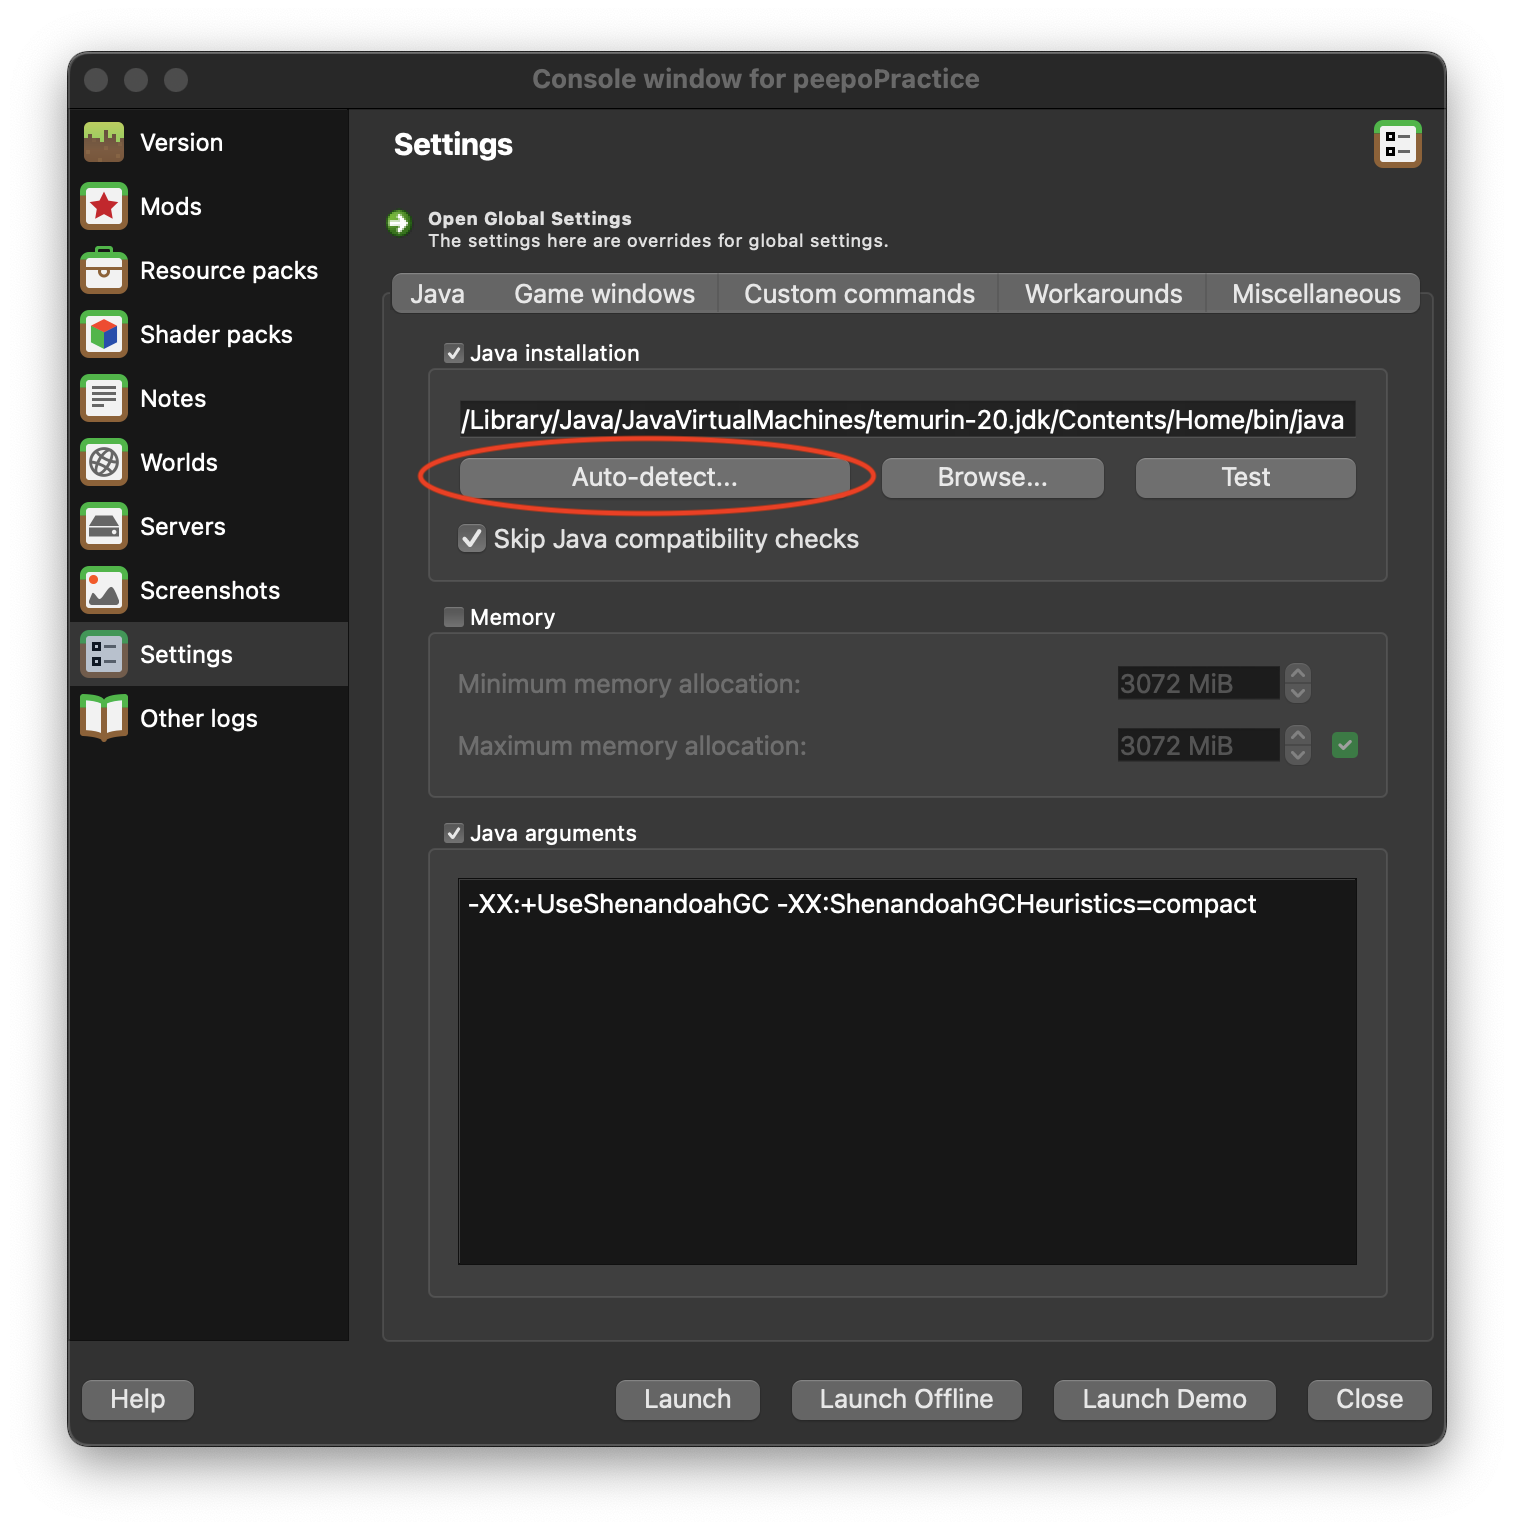 Console window for peepoPractice
Version
Mods
Resource packs
Shader packs
Notes
Worlds
Servers
Screenshots
Settings
Other logs
Settings
Open Global Settings
The settings here are overrides for global settings.
Java Game windows Custom commands Workarounds Miscellaneous
Java installation
/Library/Java/JavaVirtualMachines/temurin-20.jdk/Contents/Home/bin/java
Auto-detect... Browse... Test
Skip Java compatibility checks
Memory
Minimum memory allocation: 3072 MiB
Maximum memory allocation: 3072 MiB
Java arguments
-XX:+UseShenandoahGC -XX:ShenandoahGCHeuristics=compact
Help Launch Launch Offline Launch Demo Close